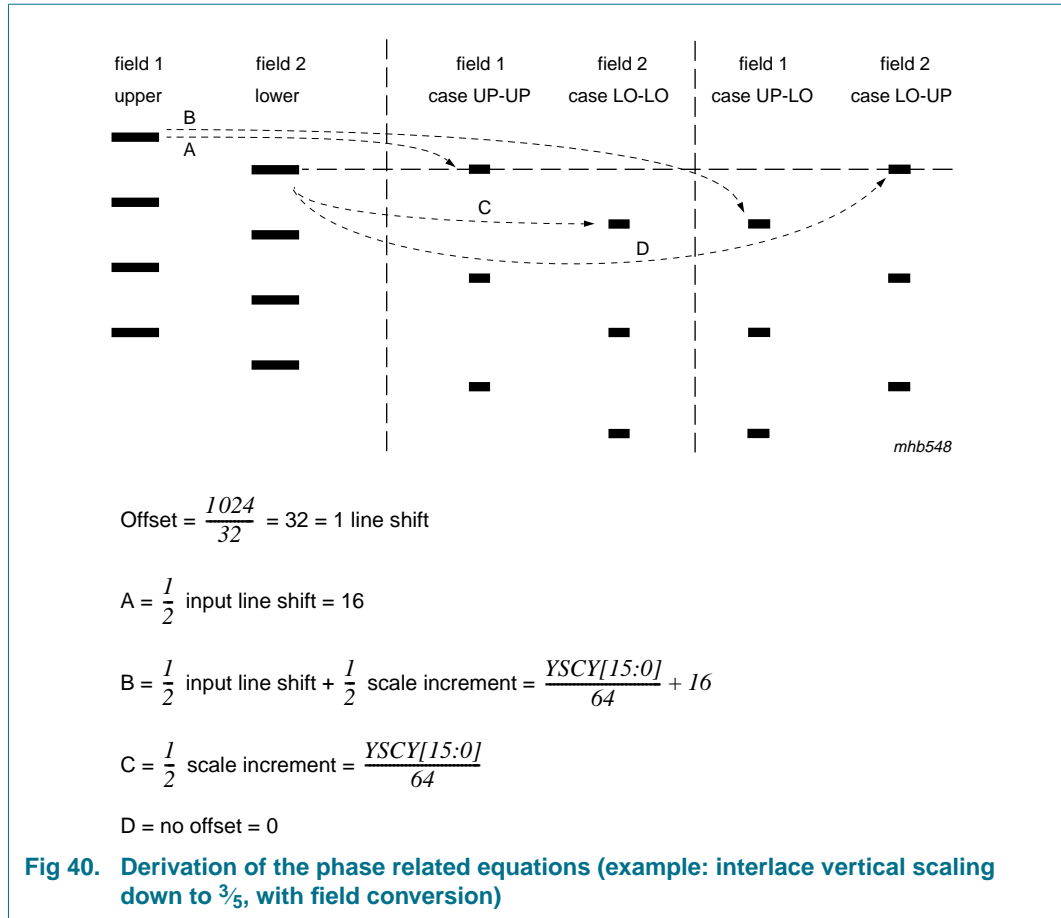 field 1 field 2 field 1 field 2 field 1 field 2
upper lower case UP-UP case LO-LO case UP-LO case LO-UP
B
A
C
D
mhb548
Offset = 1024/32 = 32 = 1 line shift
A = 1/2 input line shift = 16
B = 1/2 input line shift + 1/2 scale increment = YSCY[15:0]/64 + 16
C = 1/2 scale increment = YSCY[15:0]/64
D = no offset = 0
Fig 40. Derivation of the phase related equations (example: interlace vertical scaling
down to 3/5, with field conversion)